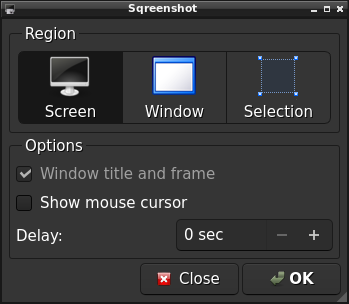 Sqreenshot
Region
Screen
Window
Selection
Options
Window title and frame
Show mouse cursor
Delay:
0 sec
Close
OK